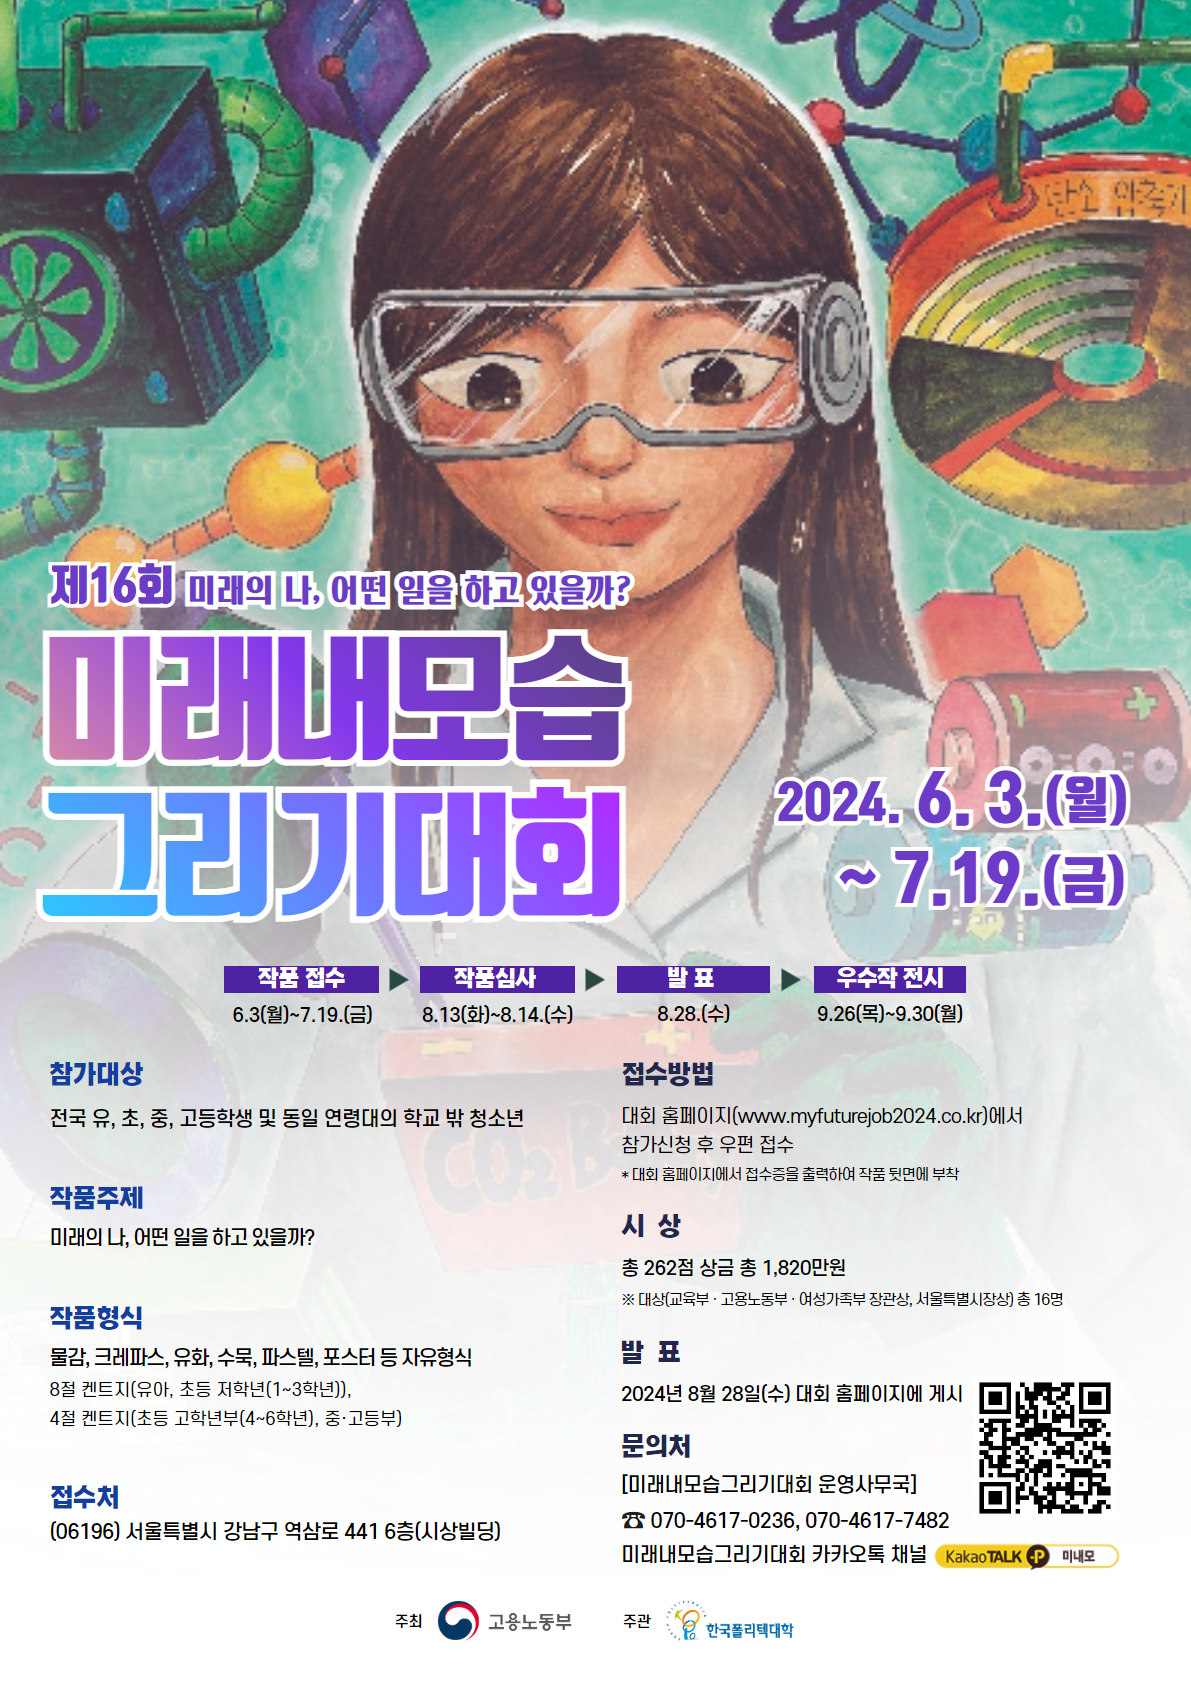 탄소 압축기
제16회 미래의 나, 어떤 일을 하고 있을까?
미래내모습
그리기대회
2024. 6. 3.(월)
~ 7.19.(금)
작품 접수 ▶ 작품심사 ▶ 발 표 ▶ 우수작 전시
6.3(월)~7.19.(금) 8.13(화)~8.14.(수) 8.28.(수) 9.26(목)~9.30(월)
참가대상
전국 유, 초, 중, 고등학생 및 동일 연령대의 학교 밖 청소년
작품주제
미래의 나, 어떤 일을 하고 있을까?
작품형식
물감, 크레파스, 유화, 수묵, 파스텔, 포스터 등 자유형식
8절 켄트지(유아, 초등 저학년(1~3학년)),
4절 켄트지(초등 고학년부(4~6학년), 중·고등부)
접수처
(06196) 서울특별시 강남구 역삼로 441 6층(시상빌딩)
접수방법
대회 홈페이지(www.myfuturejob2024.co.kr)에서
참가신청 후 우편 접수
* 대회 홈페이지에서 접수증을 출력하여 작품 뒷면에 부착
시 상
총 262점 상금 총 1,820만원
※ 대상(교육부 · 고용노동부 · 여성가족부 장관상, 서울특별시장상) 총 16명
발 표
2024년 8월 28일(수) 대회 홈페이지에 게시
문의처
[미래내모습그리기대회 운영사무국]
☎ 070-4617-0236, 070-4617-7482
미래내모습그리기대회 카카오톡 채널 KakaoTALK P 미내모
CO2 B
주최 고용노동부 주관 한국폴리텍대학